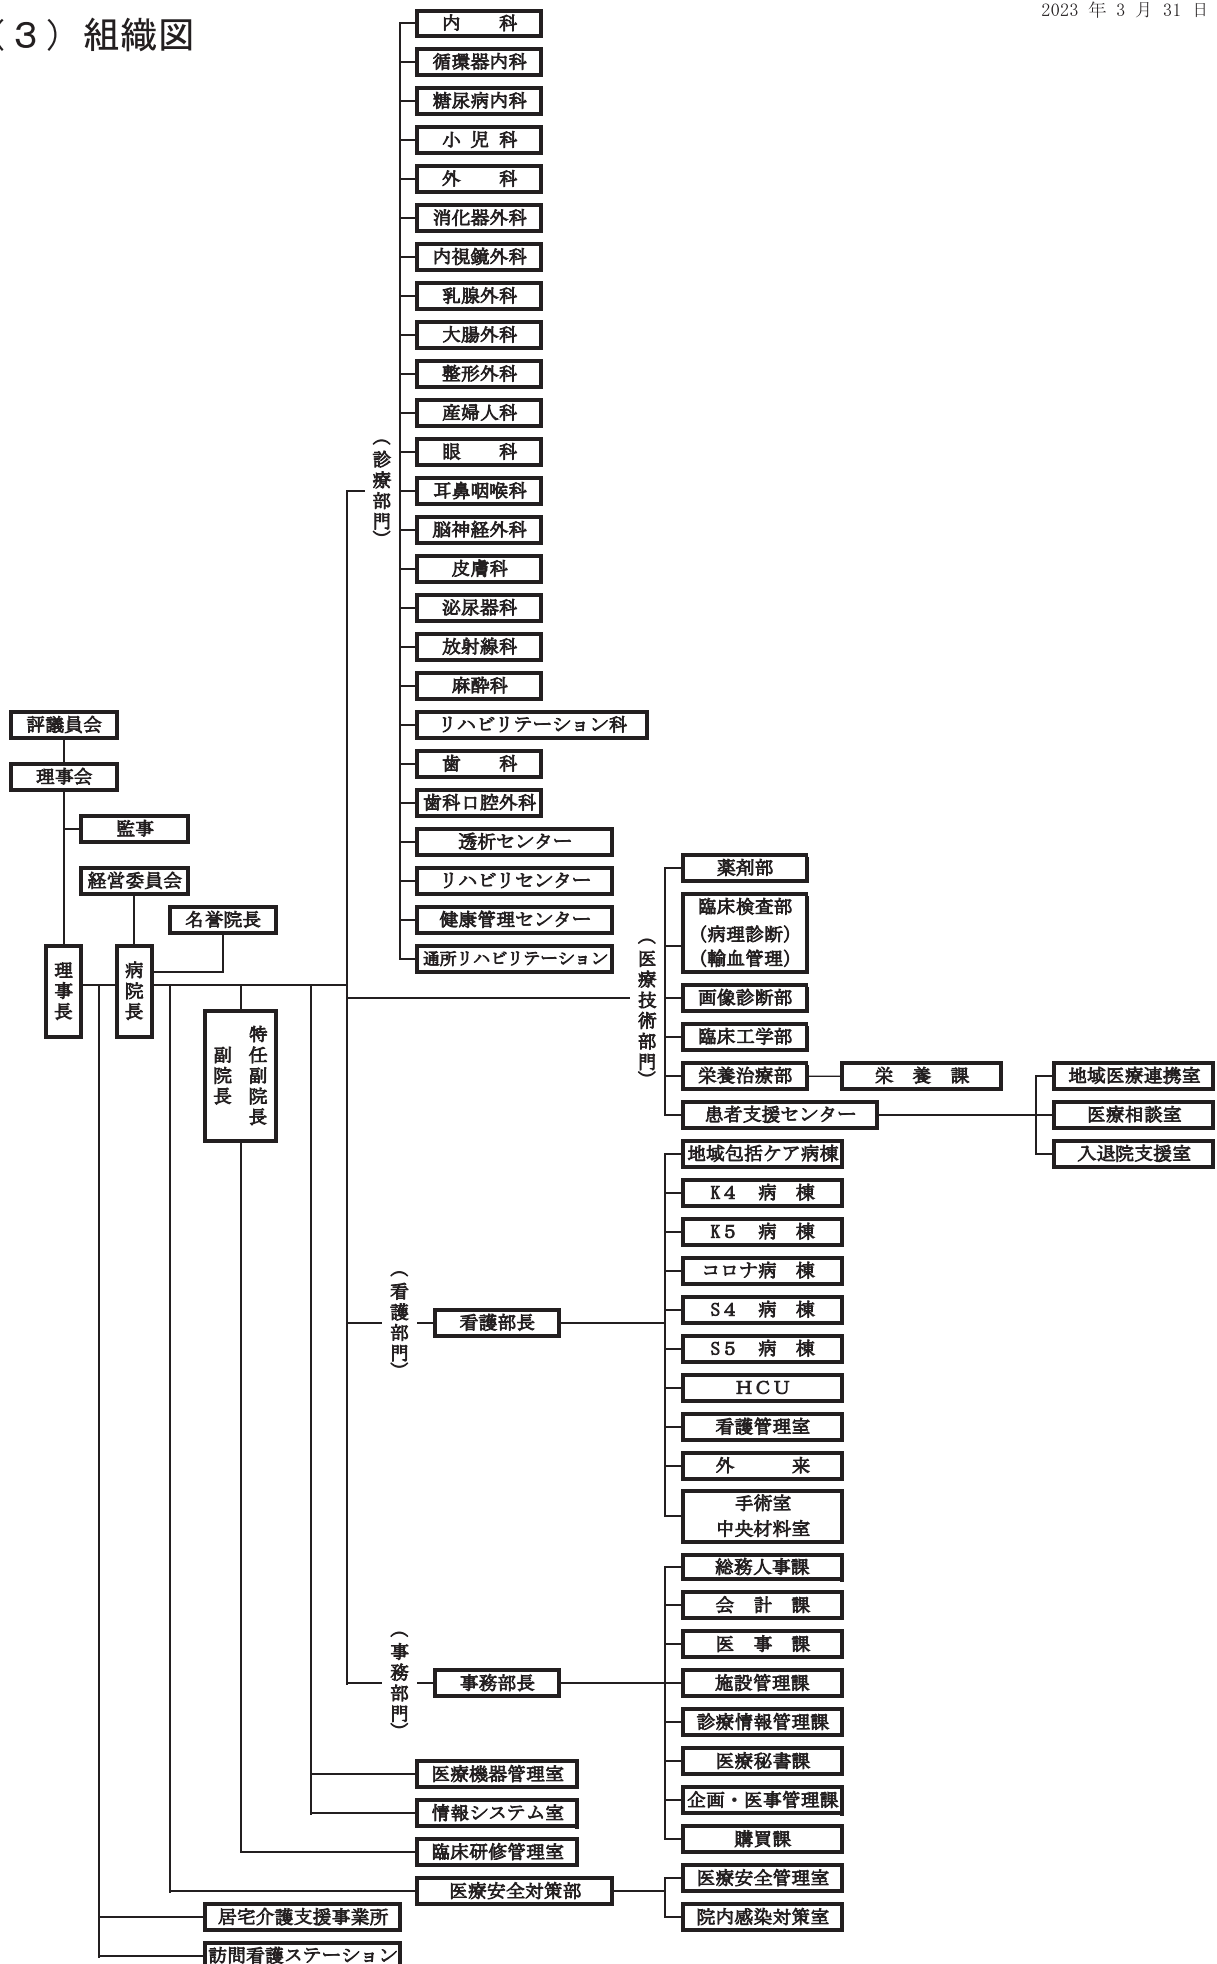 （３）組織図
2023 年 3 月 31 日
内　　科
循環器内科
糖尿病内科
小 児 科
外　　科
消化器外科
内視鏡外科
乳腺外科
大腸外科
整形外科
産婦人科
眼　　科
耳鼻咽喉科
脳神経外科
皮膚科
泌尿器科
放射線科
麻酔科
リハビリテーション科
歯　　科
歯科口腔外科
透析センター
リハビリセンター
健康管理センター
通所リハビリテーション
（診療部門）
評議員会
理事会
監事
経営委員会
名誉院長
理事長
病院長
特任副院長
副院長
（医療技術部門）
薬剤部
臨床検査部
（病理診断）
（輸血管理）
画像診断部
臨床工学部
栄養治療部
栄　養　課
患者支援センター
地域医療連携室
医療相談室
入退院支援室
（看護部門）
看護部長
地域包括ケア病棟
K4　病　棟
K5　病　棟
コロナ病　棟
S4　病　棟
S5　病　棟
HCU
看護管理室
外　　　来
手術室
中央材料室
（事務部門）
事務部長
総務人事課
会　計　課
医　事　課
施設管理課
診療情報管理課
医療秘書課
企画・医事管理課
購買課
医療機器管理室
情報システム室
臨床研修管理室
医療安全対策部
医療安全管理室
院内感染対策室
居宅介護支援事業所
訪問看護ステーション